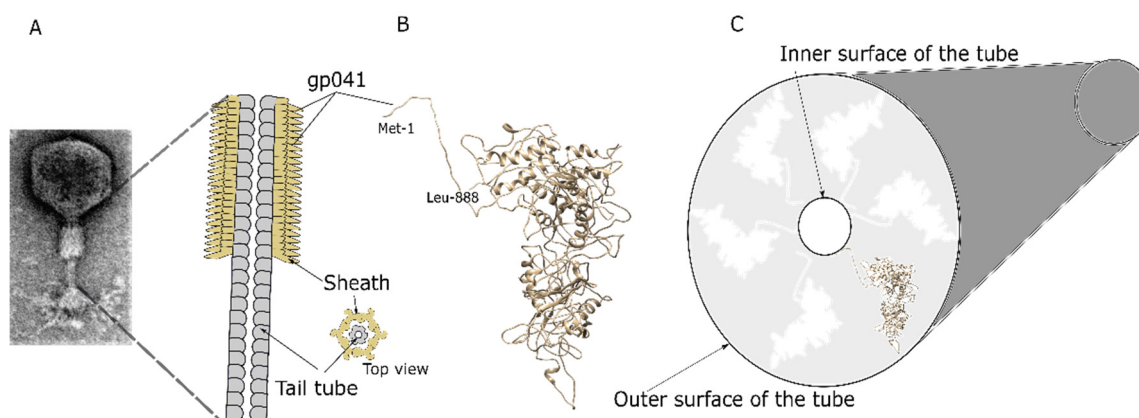 A
B
C
gp041
Met-1
Leu-888
Sheath
Top view
Tail tube
Inner surface of the tube
Outer surface of the tube